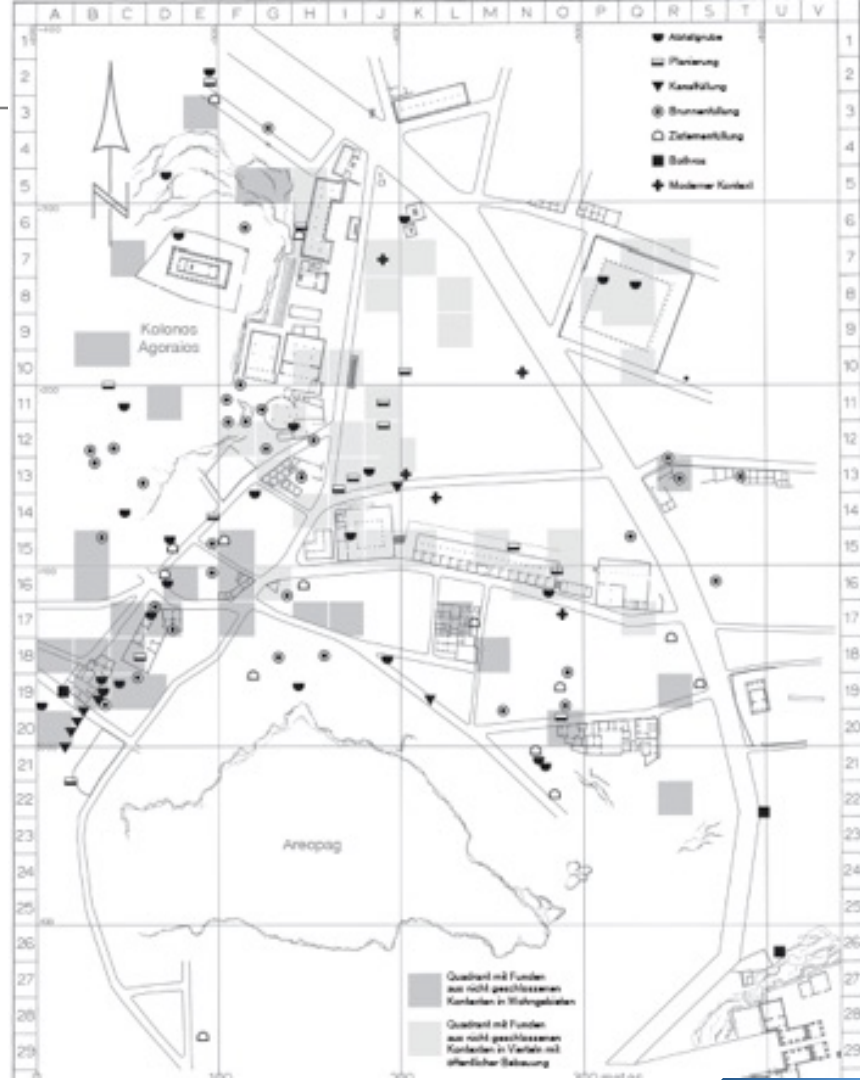 A B C D E F G H I J K L M N O P Q R S T U V
1
2
3
4
5
6
7
8
9
10
11
12
13
14
15
16
17
18
19
20
21
22
23
24
25
26
27
28
29
Abfallgrube
Planierung
Kanalfüllung
Brunnenfüllung
Zisternenfüllung
Bothros
Moderner Kontext
N
Kolonos
Agoraios
Areopag
Quadrant mit Funden
aus nicht geschlossenen
Kontexten in Wohngebieten
Quadrant mit Funden
aus nicht geschlossenen
Kontexten in Vierteln mit
öffentlicher Bebauung